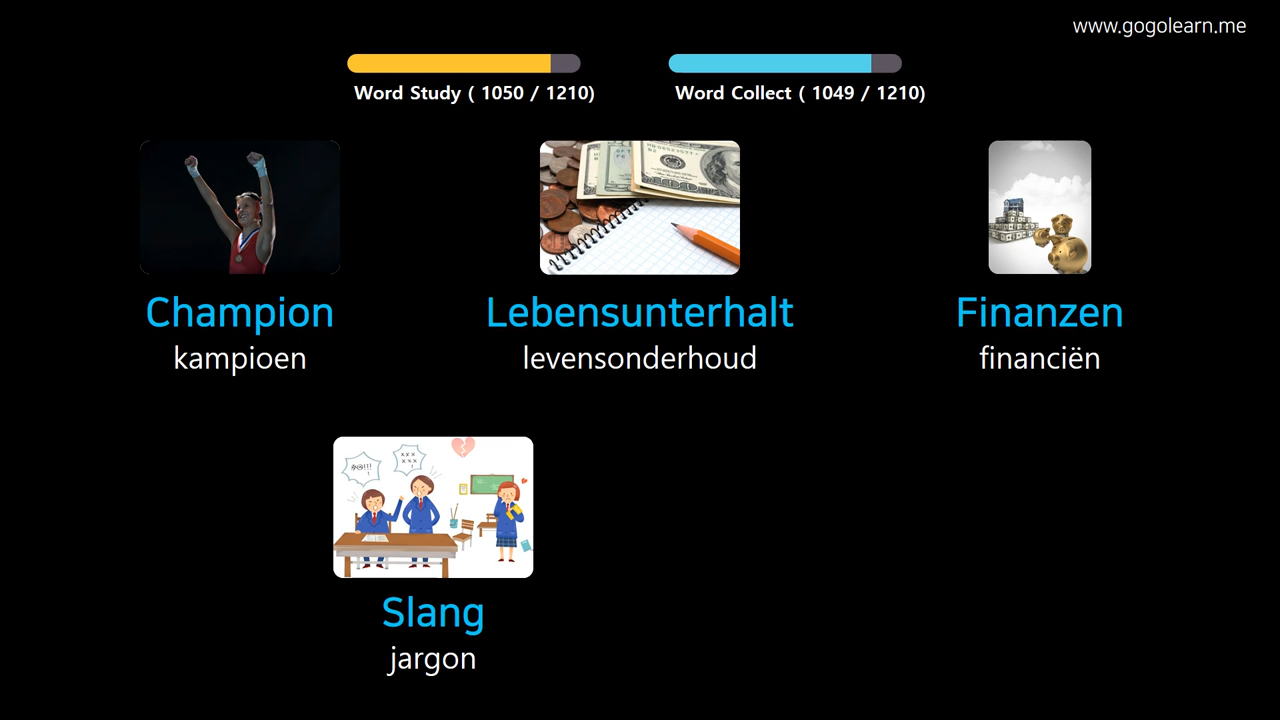 www.gogolearn.me
Word Study ( 1050 / 1210)
Word Collect ( 1049 / 1210)
Champion
kampioen
Lebensunterhalt
levensonderhoud
Finanzen
financiën
Slang
jargon